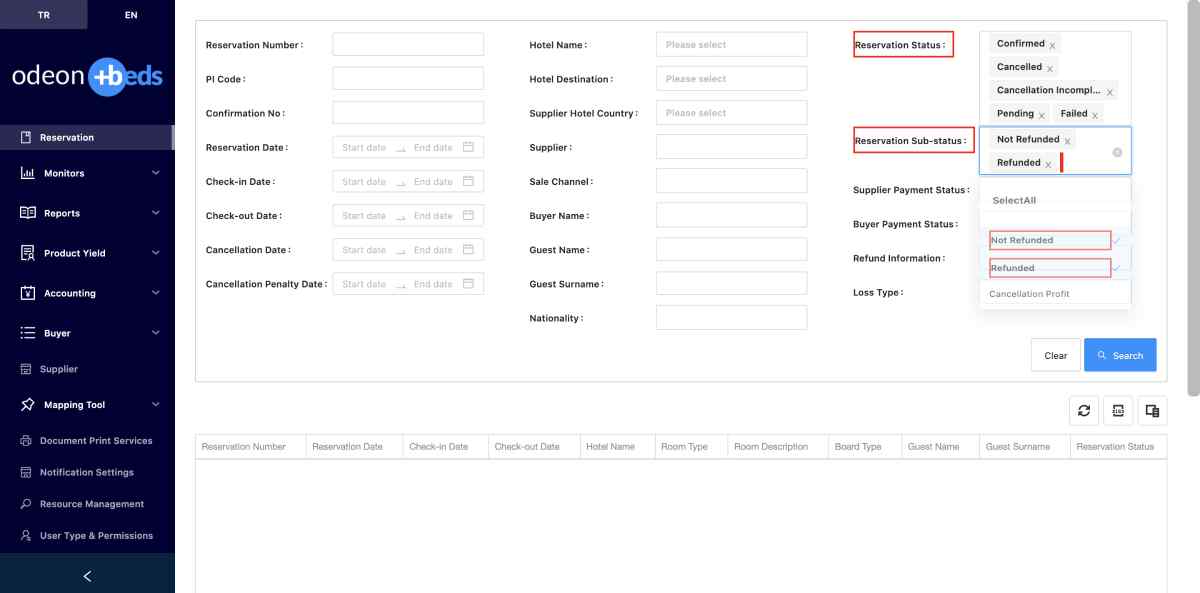 TR
EN
odeon +beds
Reservation
Monitors
Reports
Product Yield
Accounting
Buyer
Supplier
Mapping Tool
Document Print Services
Notification Settings
Resource Management
User Type & Permissions
Reservation Number :
PI Code :
Confirmation No :
Reservation Date : Start date End date
Check-in Date : Start date End date
Check-out Date : Start date End date
Cancellation Date : Start date End date
Cancellation Penalty Date : Start date End date
Hotel Name : Please select
Hotel Destination : Please select
Supplier Hotel Country : Please select
Supplier :
Sale Channel :
Buyer Name :
Guest Name :
Guest Surname :
Nationality :
Reservation Status :
Confirmed x
Cancelled x
Cancellation Incompl... x
Pending x Failed x
Reservation Sub-status :
Not Refunded x
Refunded x
Supplier Payment Status :
Buyer Payment Status :
Refund Information :
Loss Type :
SelectAll
Not Refunded
Refunded
Cancellation Profit
Clear
Search
Reservation Number Reservation Date Check-in Date Check-out Date Hotel Name Room Type Room Description Board Type Guest Name Guest Surname Reservation Status